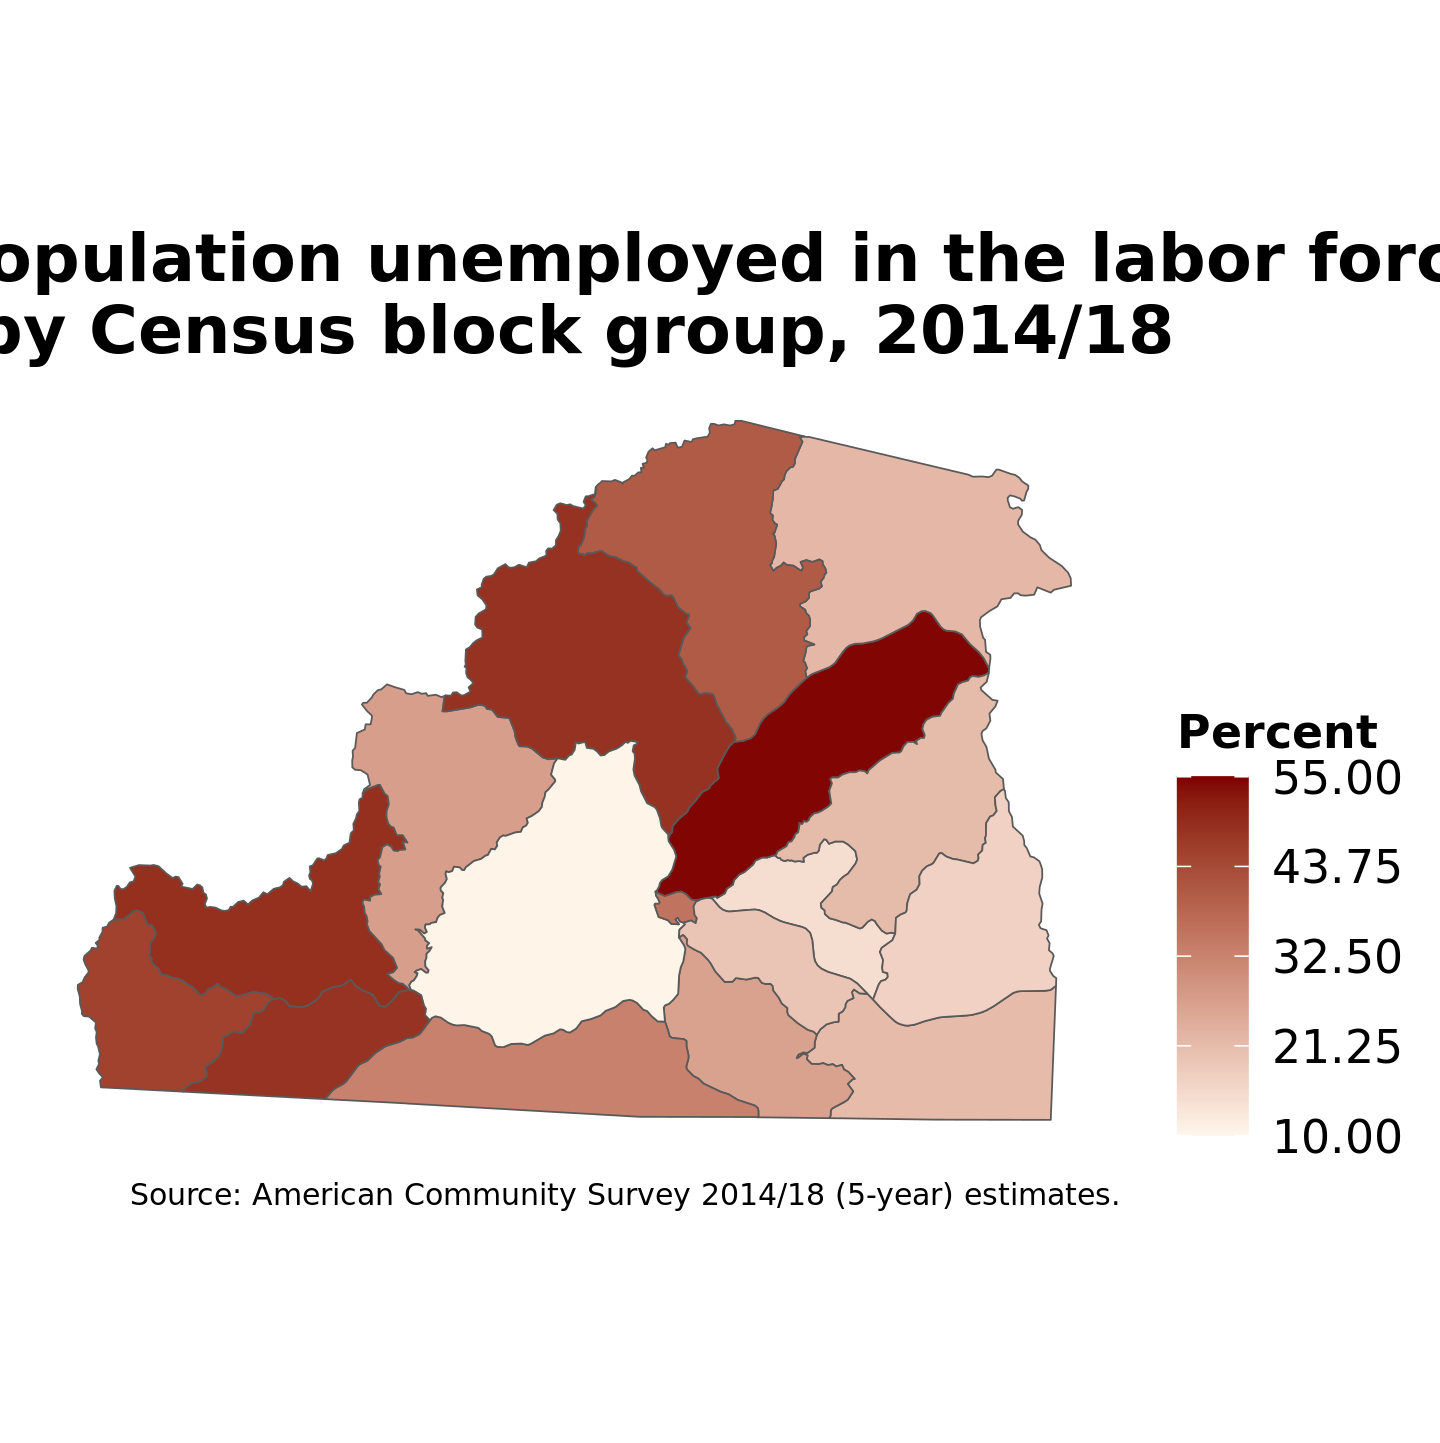 opulation unemployed in the labor forc
by Census block group, 2014/18
Percent
55.00
43.75
32.50
21.25
10.00
Source: American Community Survey 2014/18 (5-year) estimates.